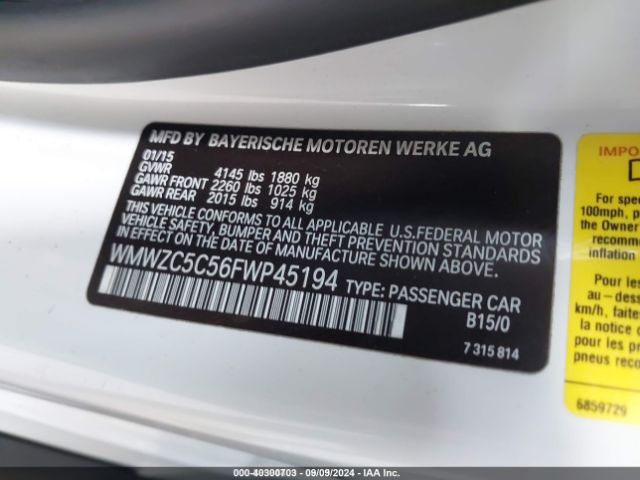 MFD BY BAYERISCHE MOTOREN WERKE AG
01/15
GVWR 4145 lbs 1880 kg
GAWR FRONT 2260 lbs 1025 kg
GAWR REAR 2015 lbs 914 kg
THIS VEHICLE CONFORMS TO ALL APPLICABLE U.S.FEDERAL MOTOR
VEHICLE SAFETY, BUMPER AND THEFT PREVENTION STANDARDS IN
EFFECT ON THE DATE OF MANUFACTURE SHOWN ABOVE.
WMWZC5C56FWP45194 TYPE: PASSENGER CAR
B15/0
7 315 814
IMPO
For spe
100mph,
the Owner
recomm
inflation
Pour les
au-dess
km/h, faite
la notice
pour les p
pneus reco
6859729
000-40300703 - 09/09/2024 - IAA Inc.